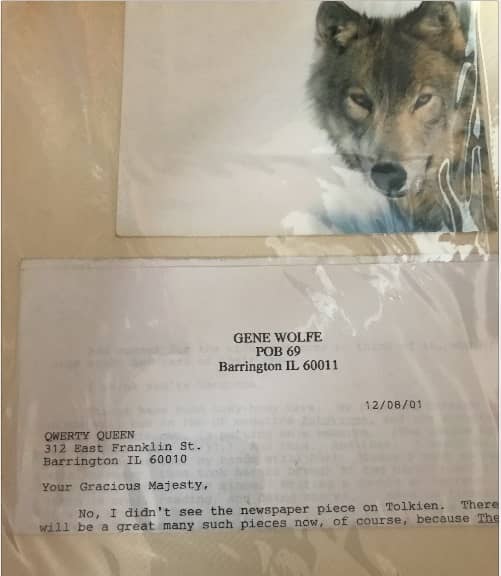 GENE WOLFE
POB 69
Barrington IL 60011
12/08/01
QWERTY QUEEN
312 East Franklin St.
Barrington IL 60010
Your Gracious Majesty,
No, I didn't see the newspaper piece on Tolkien. There
will be a great many such pieces now, of course, because The